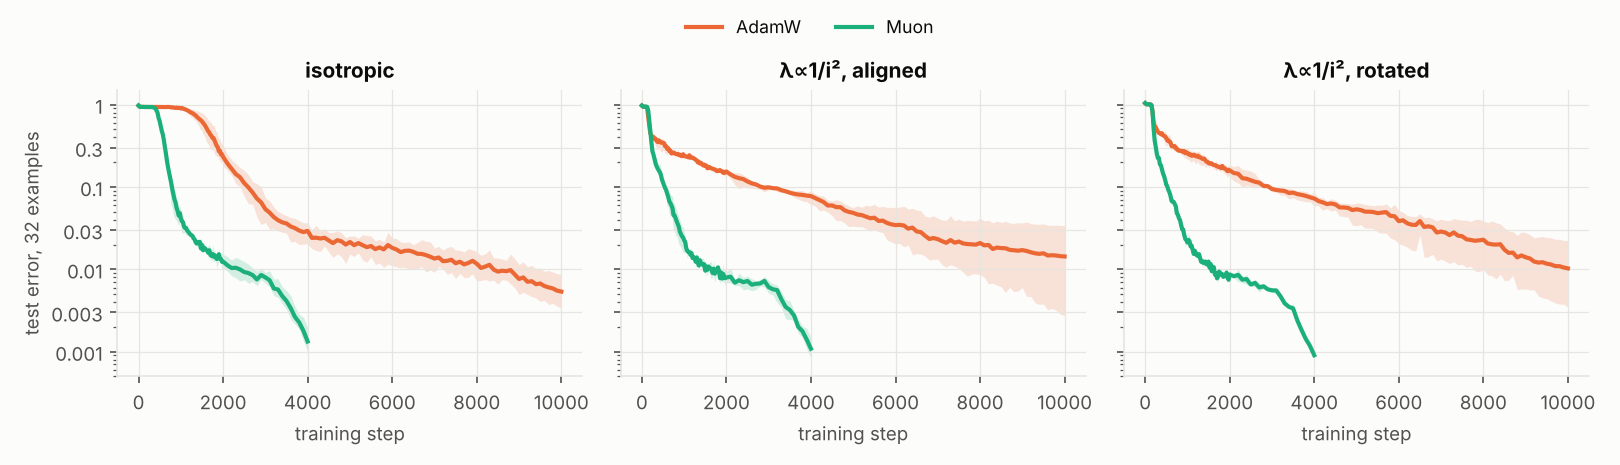 AdamW Muon
isotropic
λ∝1/i², aligned
λ∝1/i², rotated
test error, 32 examples
1
0.3
0.1
0.03
0.01
0.003
0.001
0 2000 4000 6000 8000 10000
0 2000 4000 6000 8000 10000
0 2000 4000 6000 8000 10000
training step
training step
training step